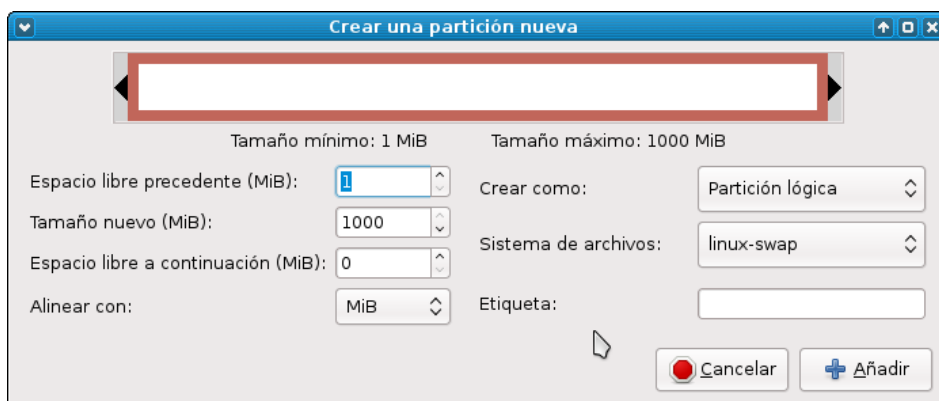 Crear una partición nueva
Tamaño mínimo: 1 MiB Tamaño máximo: 1000 MiB
Espacio libre precedente (MiB): 1
Tamaño nuevo (MiB): 1000
Espacio libre a continuación (MiB): 0
Alinear con: MiB
Crear como: Partición lógica
Sistema de archivos: linux-swap
Etiqueta:
Cancelar Añadir